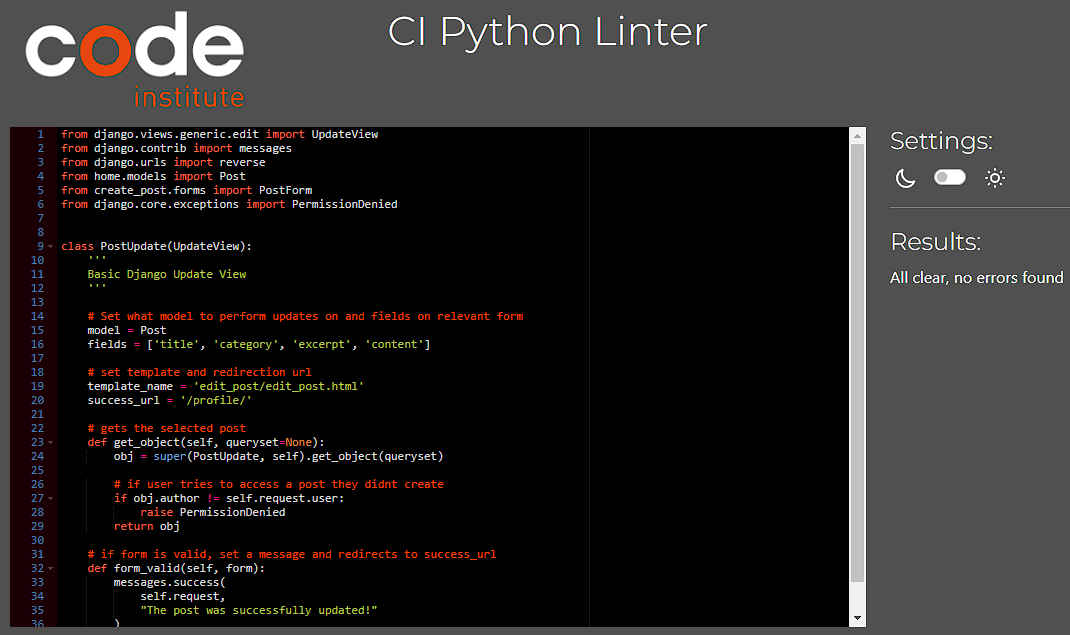 code
institute
CI Python Linter
1 from django.views.generic.edit import UpdateView
2 from django.contrib import messages
3 from django.urls import reverse
4 from home.models import Post
5 from create_post.forms import PostForm
6 from django.core.exceptions import PermissionDenied
7
8
9 class PostUpdate(UpdateView):
10     '''
11     Basic Django Update View
12     '''
13
14     # Set what model to perform updates on and fields on relevant form
15     model = Post
16     fields = ['title', 'category', 'excerpt', 'content']
17
18     # set template and redirection url
19     template_name = 'edit_post/edit_post.html'
20     success_url = '/profile/'
21
22     # gets the selected post
23     def get_object(self, queryset=None):
24         obj = super(PostUpdate, self).get_object(queryset)
25
26         # if user tries to access a post they didnt create
27         if obj.author != self.request.user:
28             raise PermissionDenied
29         return obj
30
31     # if form is valid, set a message and redirects to success_url
32     def form_valid(self, form):
33         messages.success(
34             self.request,
35             "The post was successfully updated!"
36         )
Settings:
Results:
All clear, no errors found